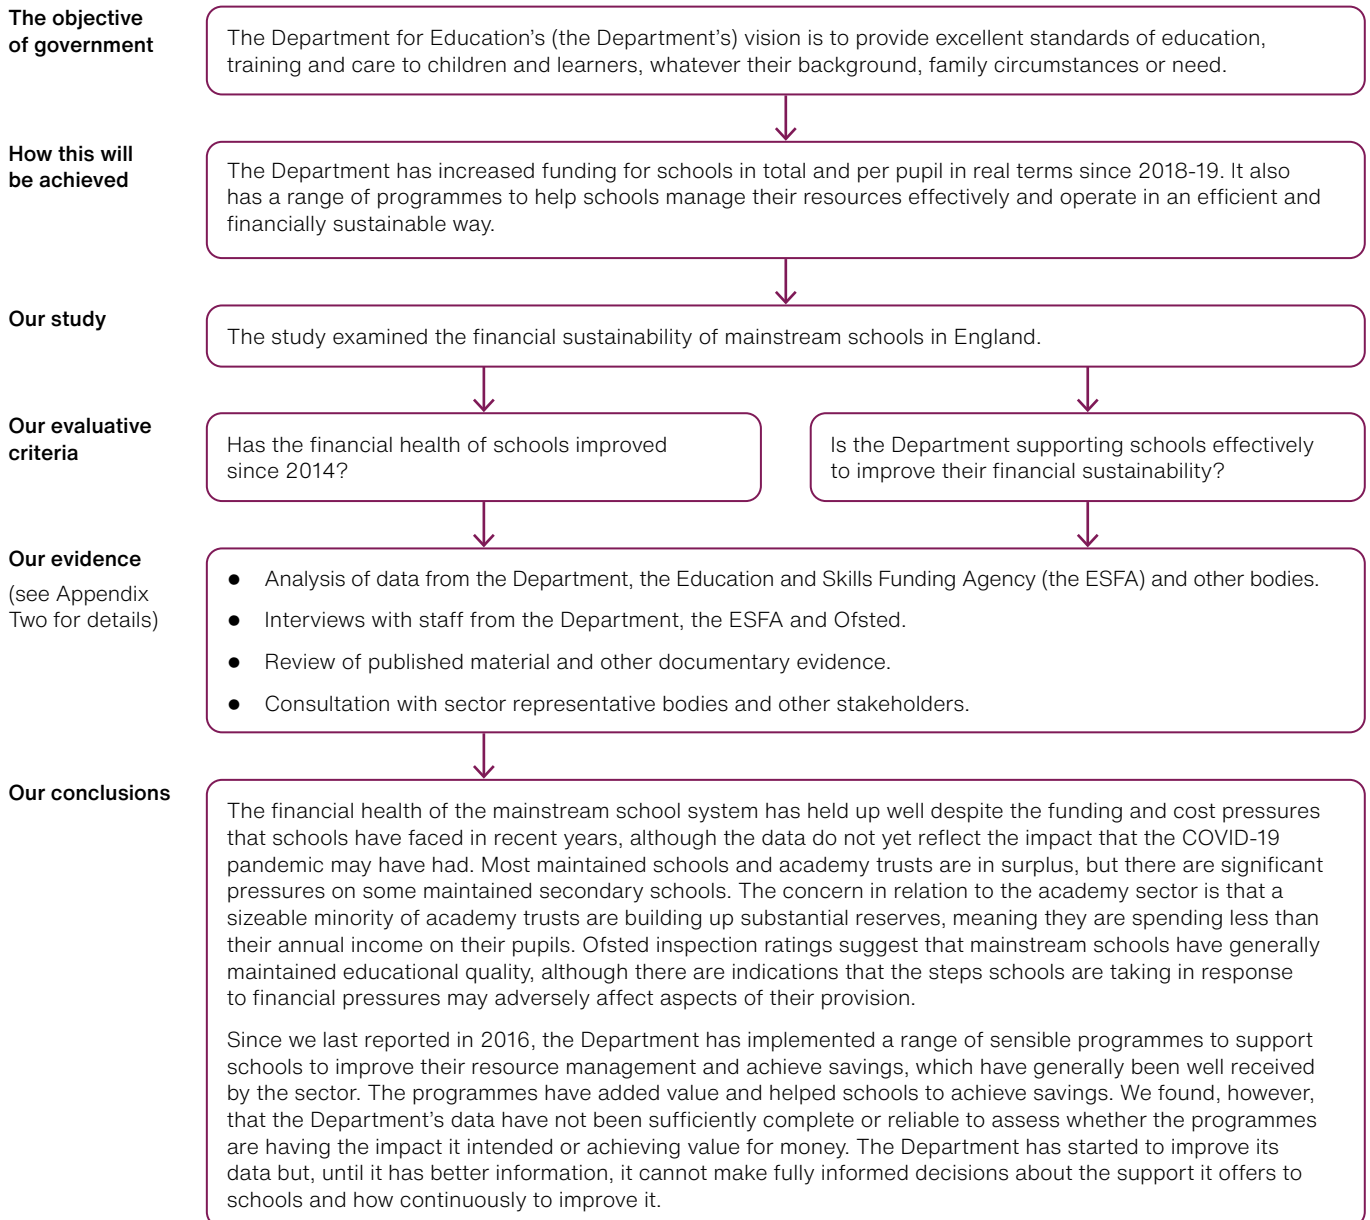 The objective
of government
The Department for Education's (the Department's) vision is to provide excellent standards of education,
training and care to children and learners, whatever their background, family circumstances or need.
How this will
be achieved
The Department has increased funding for schools in total and per pupil in real terms since 2018-19. It also
has a range of programmes to help schools manage their resources effectively and operate in an efficient and
financially sustainable way.
Our study
The study examined the financial sustainability of mainstream schools in England.
Our evaluative
criteria
Has the financial health of schools improved
since 2014?
Is the Department supporting schools effectively
to improve their financial sustainability?
Our evidence
(see Appendix
Two for details)
● Analysis of data from the Department, the Education and Skills Funding Agency (the ESFA) and other bodies.
● Interviews with staff from the Department, the ESFA and Ofsted.
● Review of published material and other documentary evidence.
● Consultation with sector representative bodies and other stakeholders.
Our conclusions
The financial health of the mainstream school system has held up well despite the funding and cost pressures
that schools have faced in recent years, although the data do not yet reflect the impact that the COVID-19
pandemic may have had. Most maintained schools and academy trusts are in surplus, but there are significant
pressures on some maintained secondary schools. The concern in relation to the academy sector is that a
sizeable minority of academy trusts are building up substantial reserves, meaning they are spending less than
their annual income on their pupils. Ofsted inspection ratings suggest that mainstream schools have generally
maintained educational quality, although there are indications that the steps schools are taking in response
to financial pressures may adversely affect aspects of their provision.
Since we last reported in 2016, the Department has implemented a range of sensible programmes to support
schools to improve their resource management and achieve savings, which have generally been well received
by the sector. The programmes have added value and helped schools to achieve savings. We found, however,
that the Department's data have not been sufficiently complete or reliable to assess whether the programmes
are having the impact it intended or achieving value for money. The Department has started to improve its
data but, until it has better information, it cannot make fully informed decisions about the support it offers to
schools and how continuously to improve it.